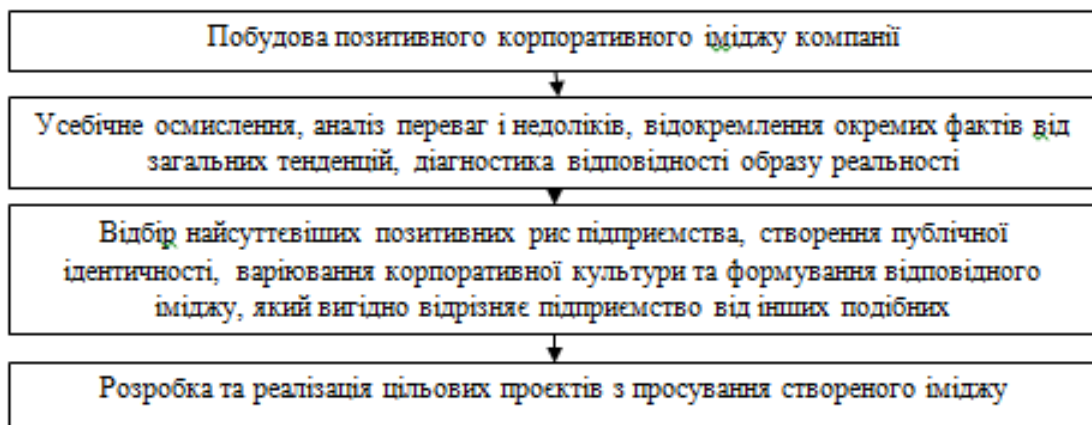 Побудова позитивного корпоративного іміджу компанії
Усебічне осмислення, аналіз переваг і недоліків, відокремлення окремих фактів від
загальних тенденцій, діагностика відповідності образу реальності
Відбір найсуттєвіших позитивних рис підприємства, створення публічної
ідентичності, варіювання корпоративної культури та формування відповідного
іміджу, який вигідно відрізняє підприємство від інших подібних
Розробка та реалізація цільових проєктів з просування створеного іміджу